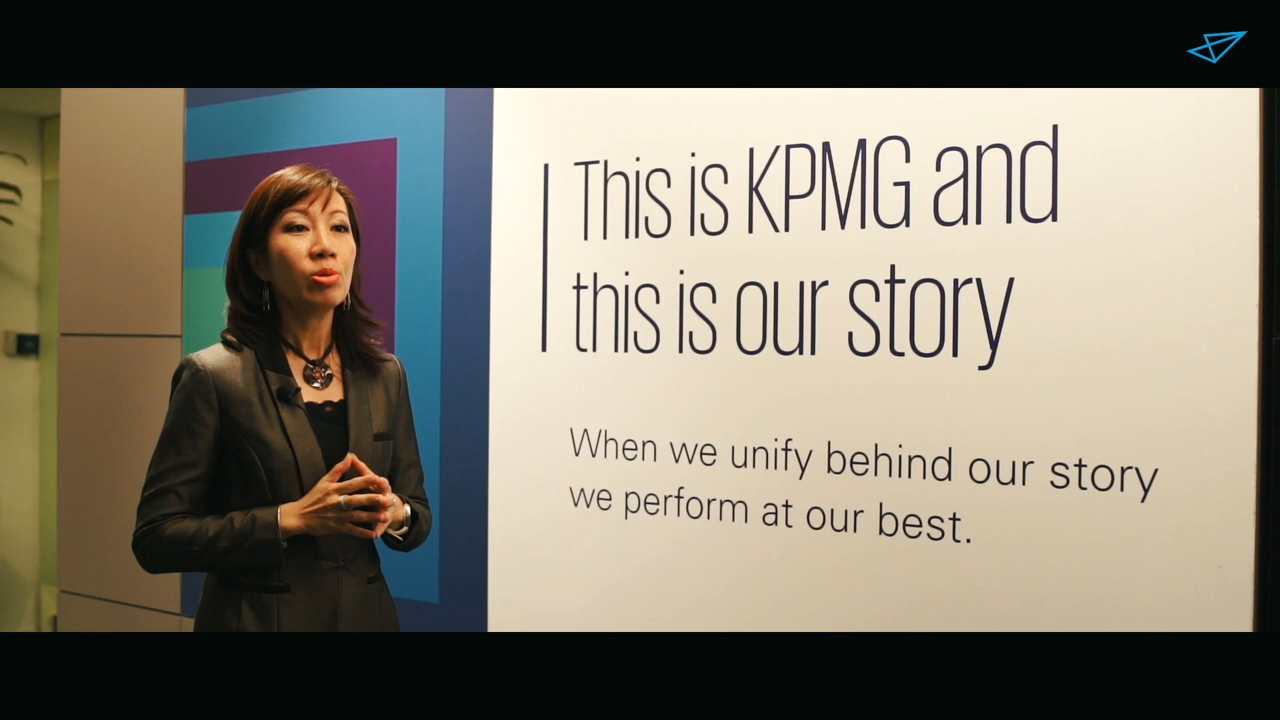 This is KPMG and
this is our story
When we unify behind our story
we perform at our best.